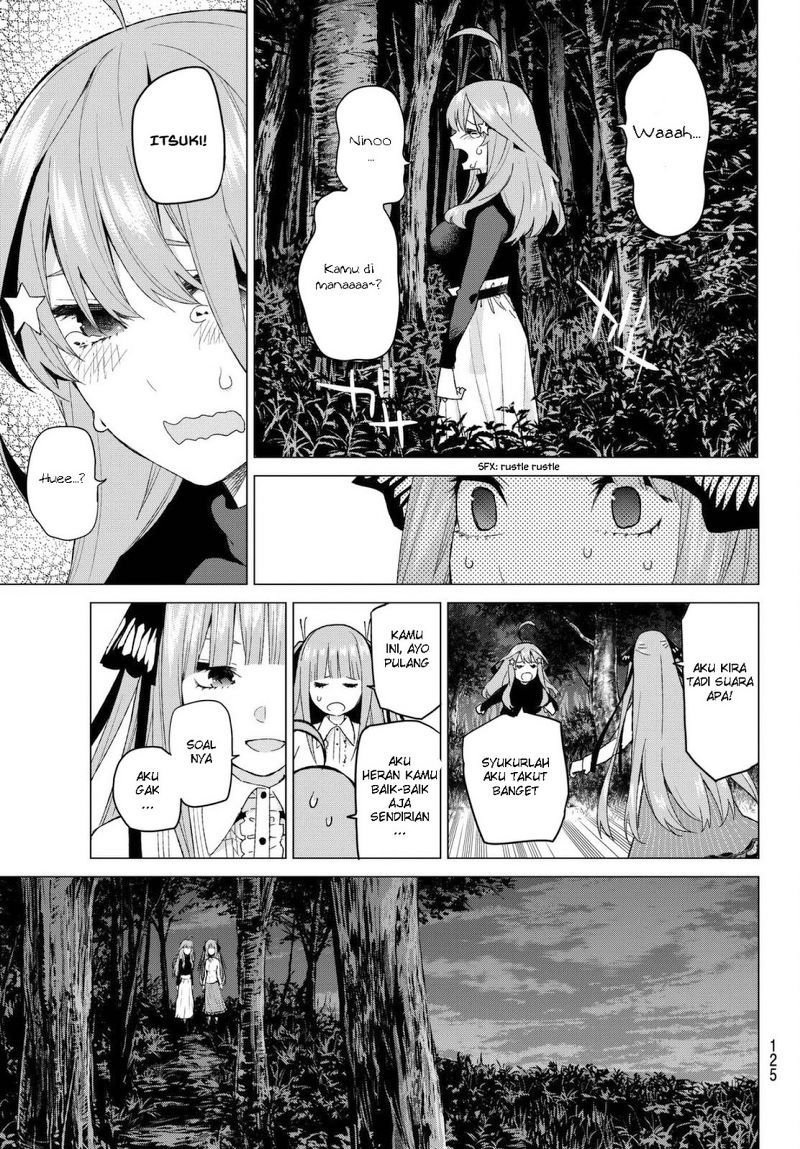 Waaah...
Ninoo
...
Kamu di
manaaaa~?
SFX: rustle rustle
ITSUKI!
Huee...?
AKU KIRA
TADI SUARA
APA!
SYUKURLAH
AKU TAKUT
BANGET
KAMU
INI, AYO
PULANG
AKU
HERAN KAMU
BAIK-BAIK
AJA
SENDIRIAN
...
SOAL
NYA
AKU
GAK
...
125